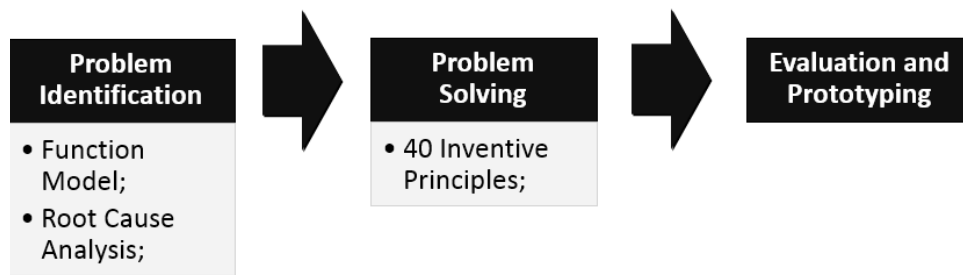 Problem
Identification
• Function
Model;
• Root Cause
Analysis;
Problem
Solving
• 40 Inventive
Principles;
Evaluation and
Prototyping